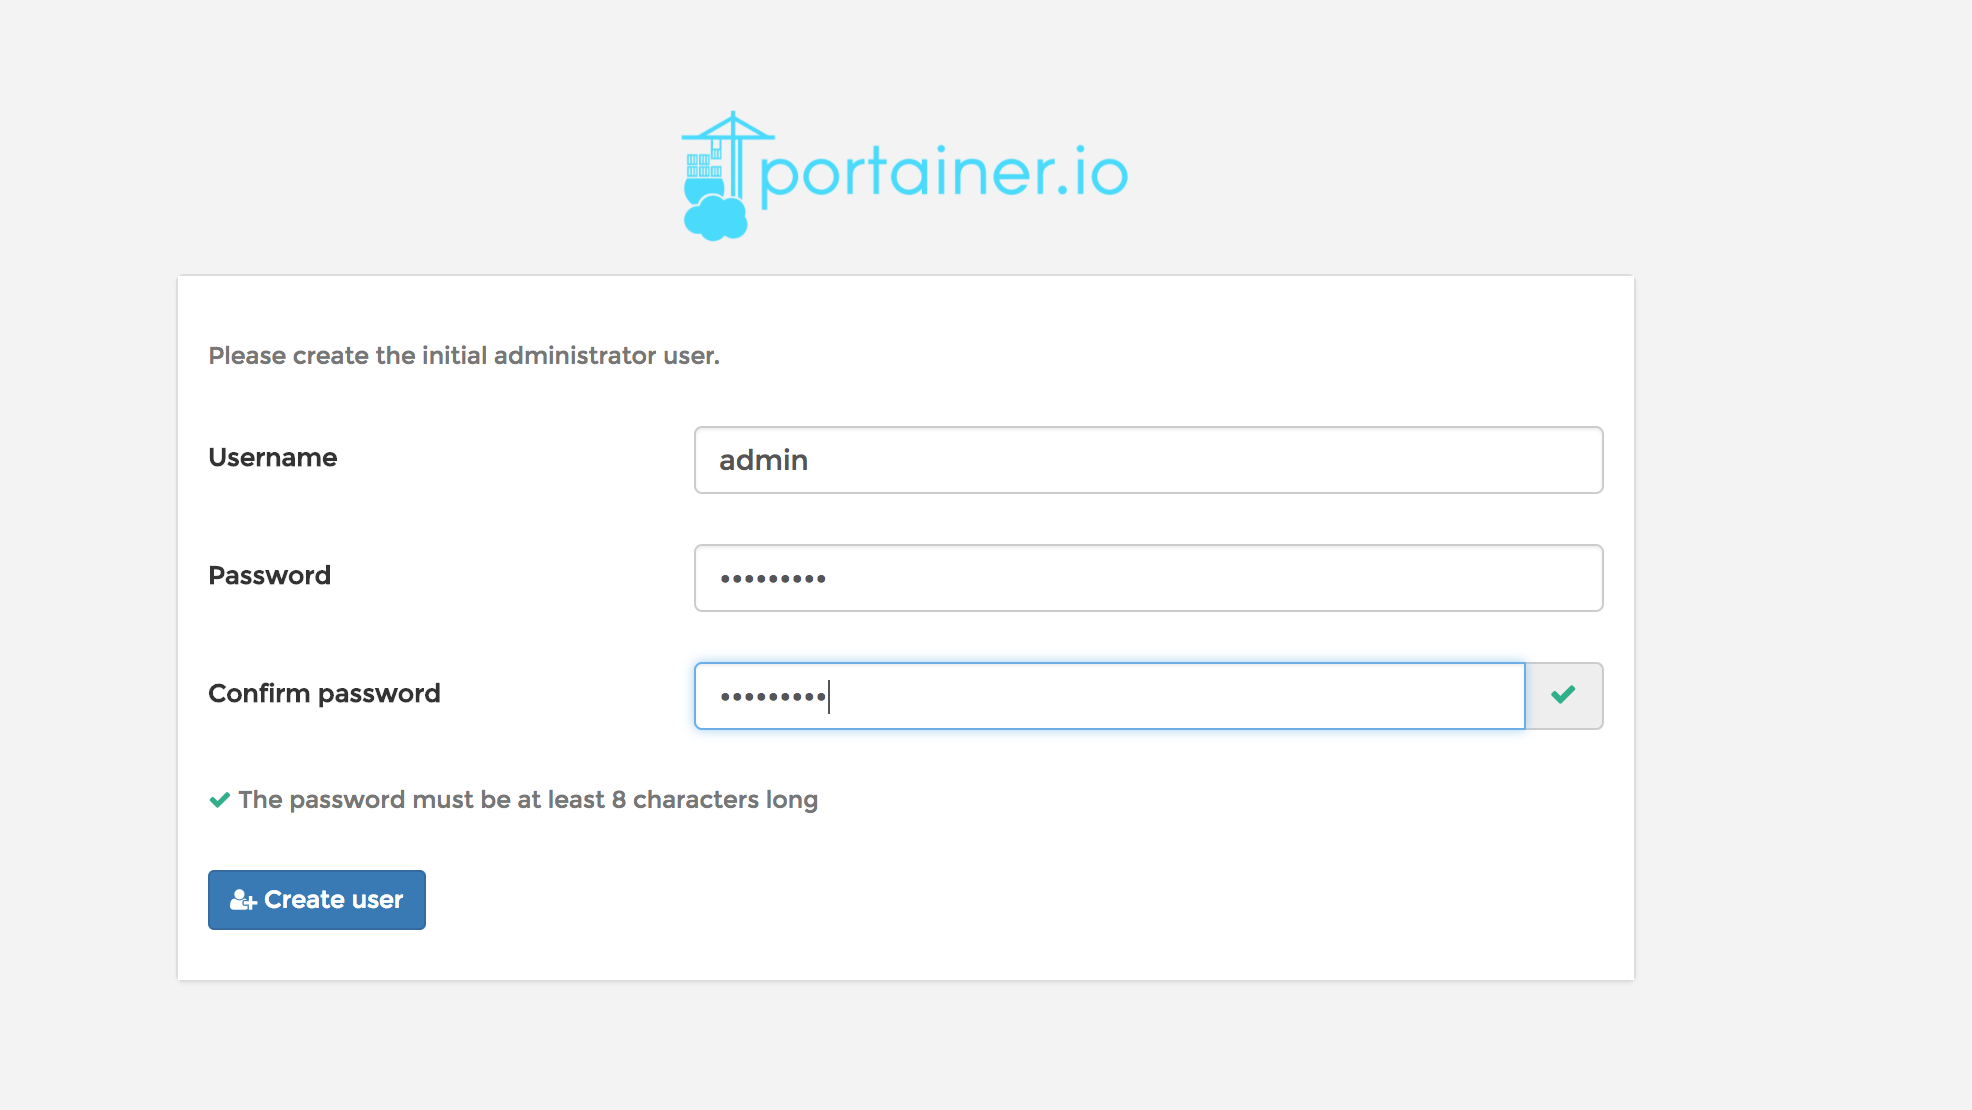 portainer.io
Please create the initial administrator user.
Username
admin
Password
•••••••••
Confirm password
•••••••••
The password must be at least 8 characters long
Create user